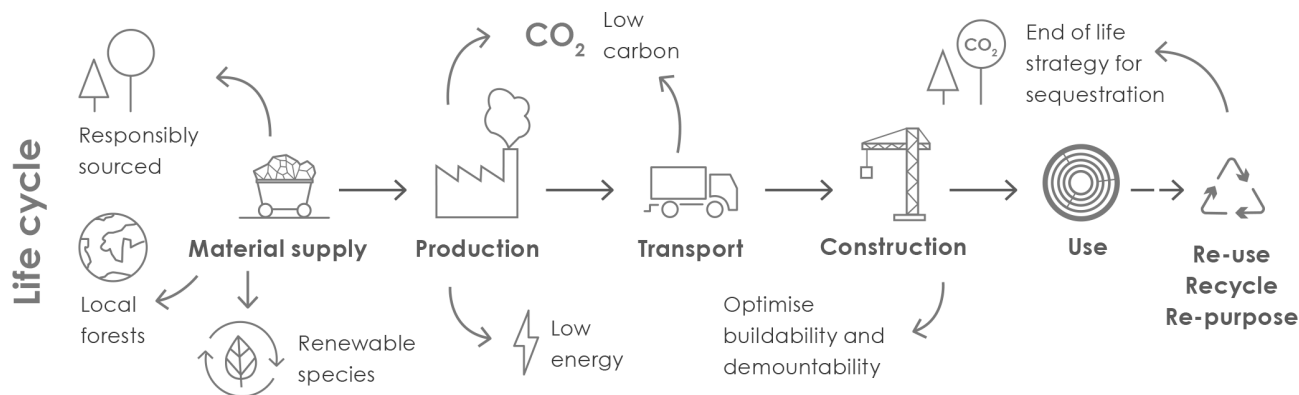 Life cycle
Responsibly
sourced
Local
forests
Material supply
Renewable
species
Production
CO₂ Low
carbon
Low
energy
Transport
Construction
Optimise
buildability and
demountability
Use
CO₂
End of life
strategy for
sequestration
Re-use
Recycle
Re-purpose